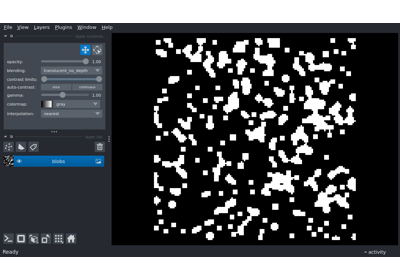 File View Layers Plugins Window Help
opacity: 1.00
blending: translucent_no_depth
contrast limits:
auto-contrast: once continuous
gamma: 1.00
colormap: gray
interpolation: nearest
blobs
Ready
activity